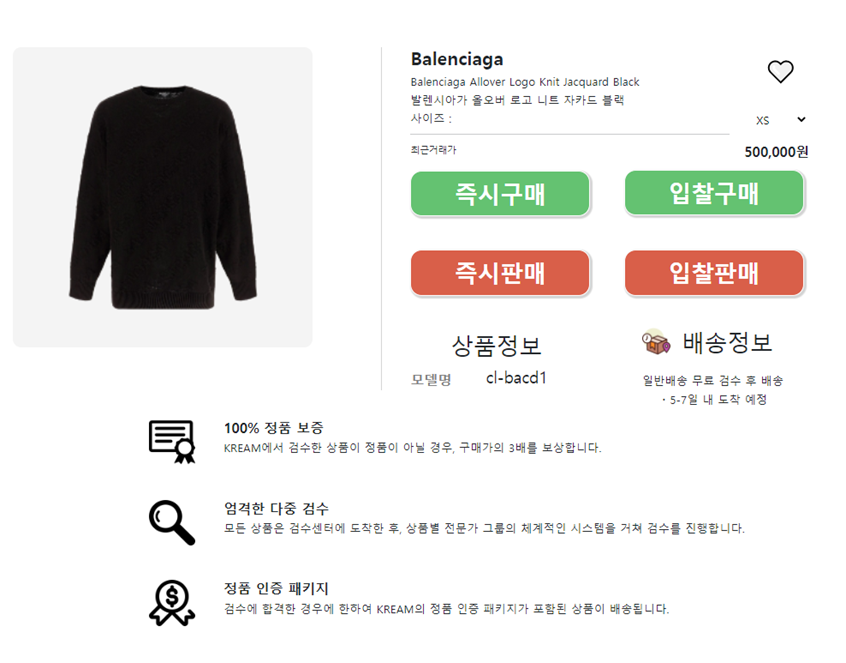 Balenciaga
Balenciaga Allover Logo Knit Jacquard Black
발렌시아가 올오버 로고 니트 자카드 블랙
사이즈 :
XS
최근거래가
500,000원
즉시구매
입찰구매
즉시판매
입찰판매
상품정보
배송정보
모델명
cl-bacd1
일반배송 무료 검수 후 배송
・5-7일 내 도착 예정
100% 정품 보증
KREAM에서 검수한 상품이 정품이 아닐 경우, 구매가의 3배를 보상합니다.
엄격한 다중 검수
모든 상품은 검수센터에 도착한 후, 상품별 전문가 그룹의 체계적인 시스템을 거쳐 검수를 진행합니다.
정품 인증 패키지
검수에 합격한 경우에 한하여 KREAM의 정품 인증 패키지가 포함된 상품이 배송됩니다.